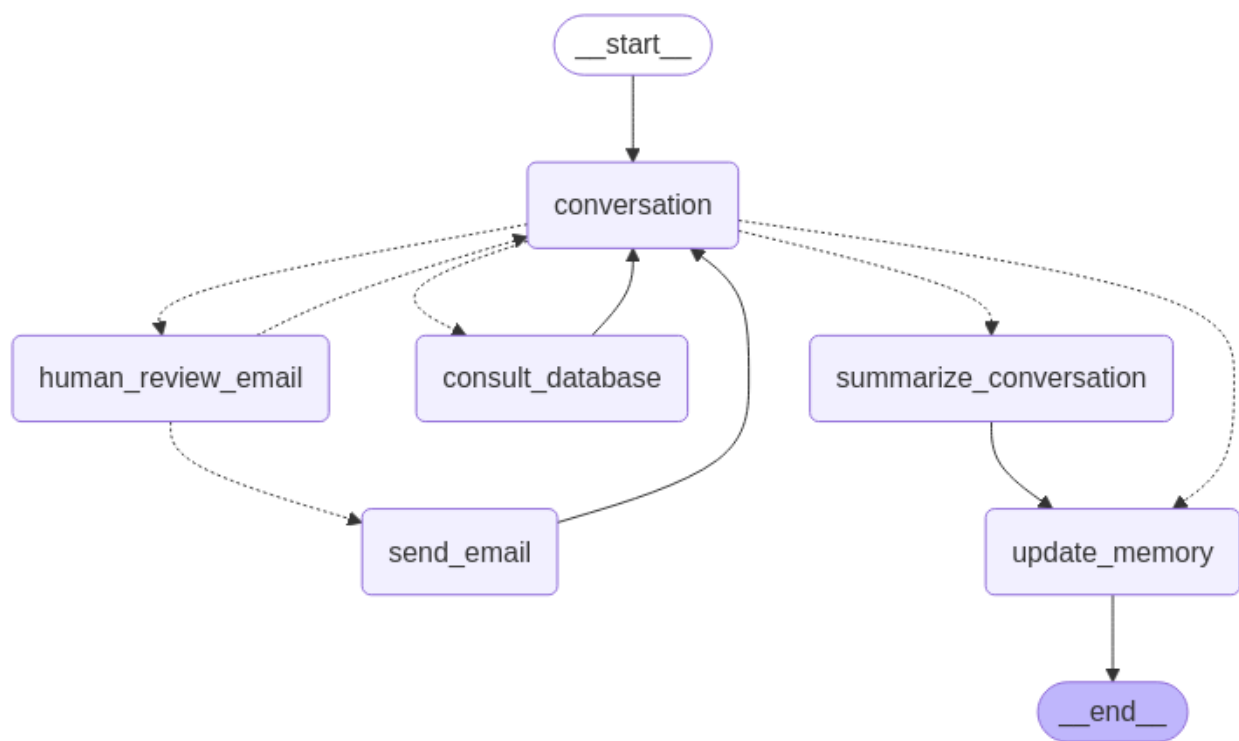 __start__
conversation
human_review_email
consult_database
summarize_conversation
send_email
update_memory
__end__